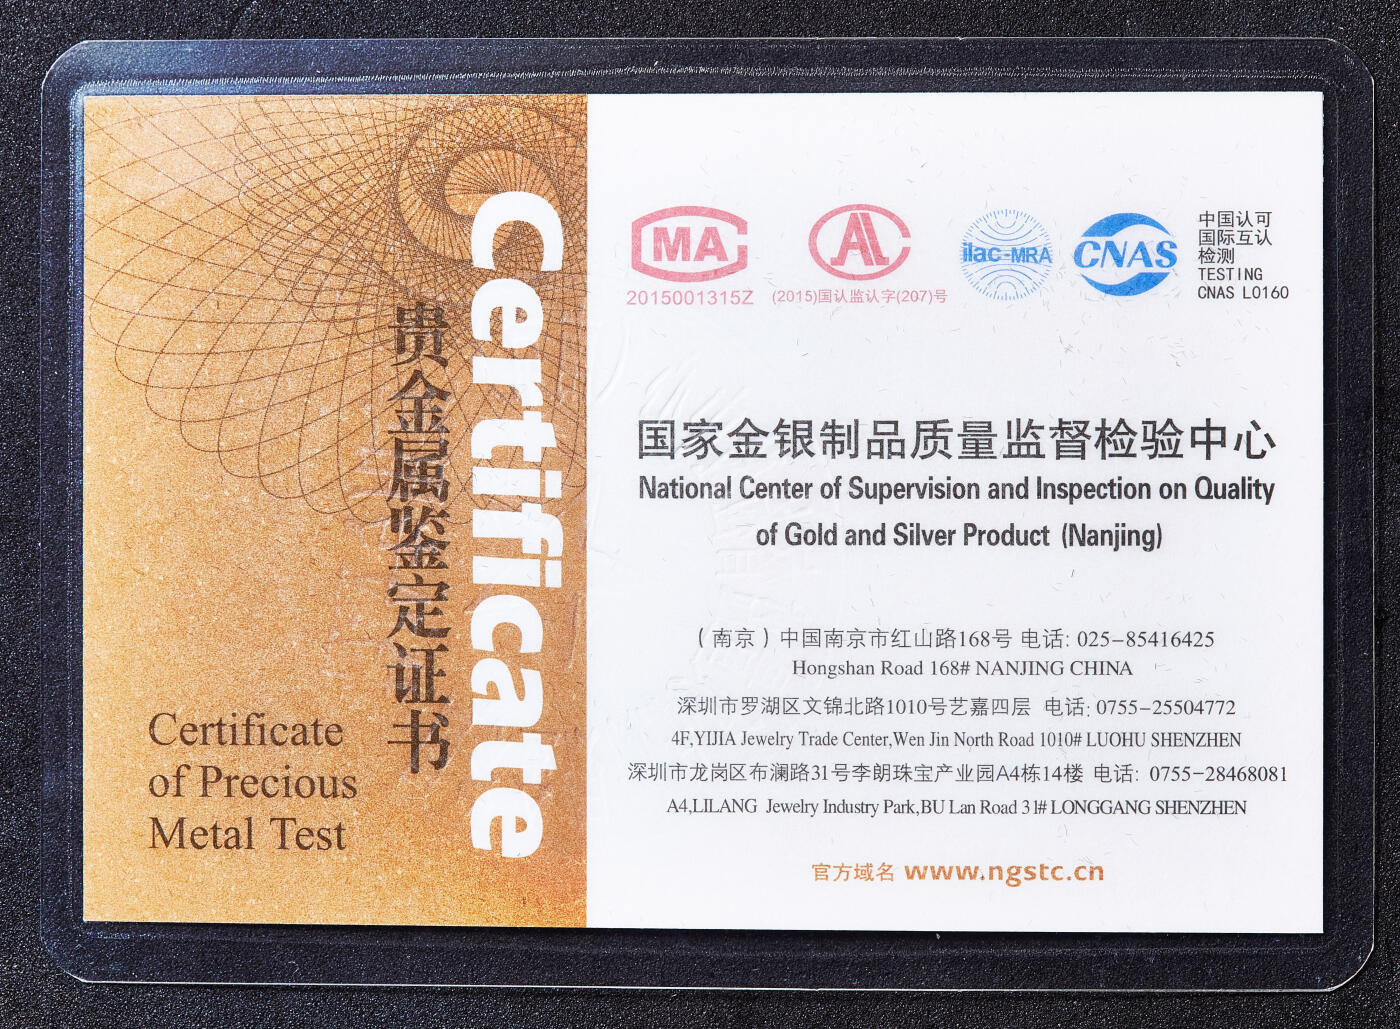 Certificate
贵金属鉴定证书
Certificate
of Precious
Metal Test
MA
2015001315Z
AL
(2015)国认监认字(207)号
ilac-MRA
CNAS
中国认可
国际互认
检测
TESTING
CNAS L0160
国家金银制品质量监督检验中心
National Center of Supervision and Inspection on Quality
of Gold and Silver Product (Nanjing)
（南京）中国南京市红山路168号 电话: 025-85416425
Hongshan Road 168# NANJING CHINA
深圳市罗湖区文锦北路1010号艺嘉四层 电话: 0755-25504772
4F,YIJIA Jewelry Trade Center,Wen Jin North Road 1010# LUOHU SHENZHEN
深圳市龙岗区布澜路31号李朗珠宝产业园A4栋14楼 电话: 0755-28468081
A4,LILANG Jewelry Industry Park,BU Lan Road 31# LONGGANG SHENZHEN
官方域名 www.ngstc.cn